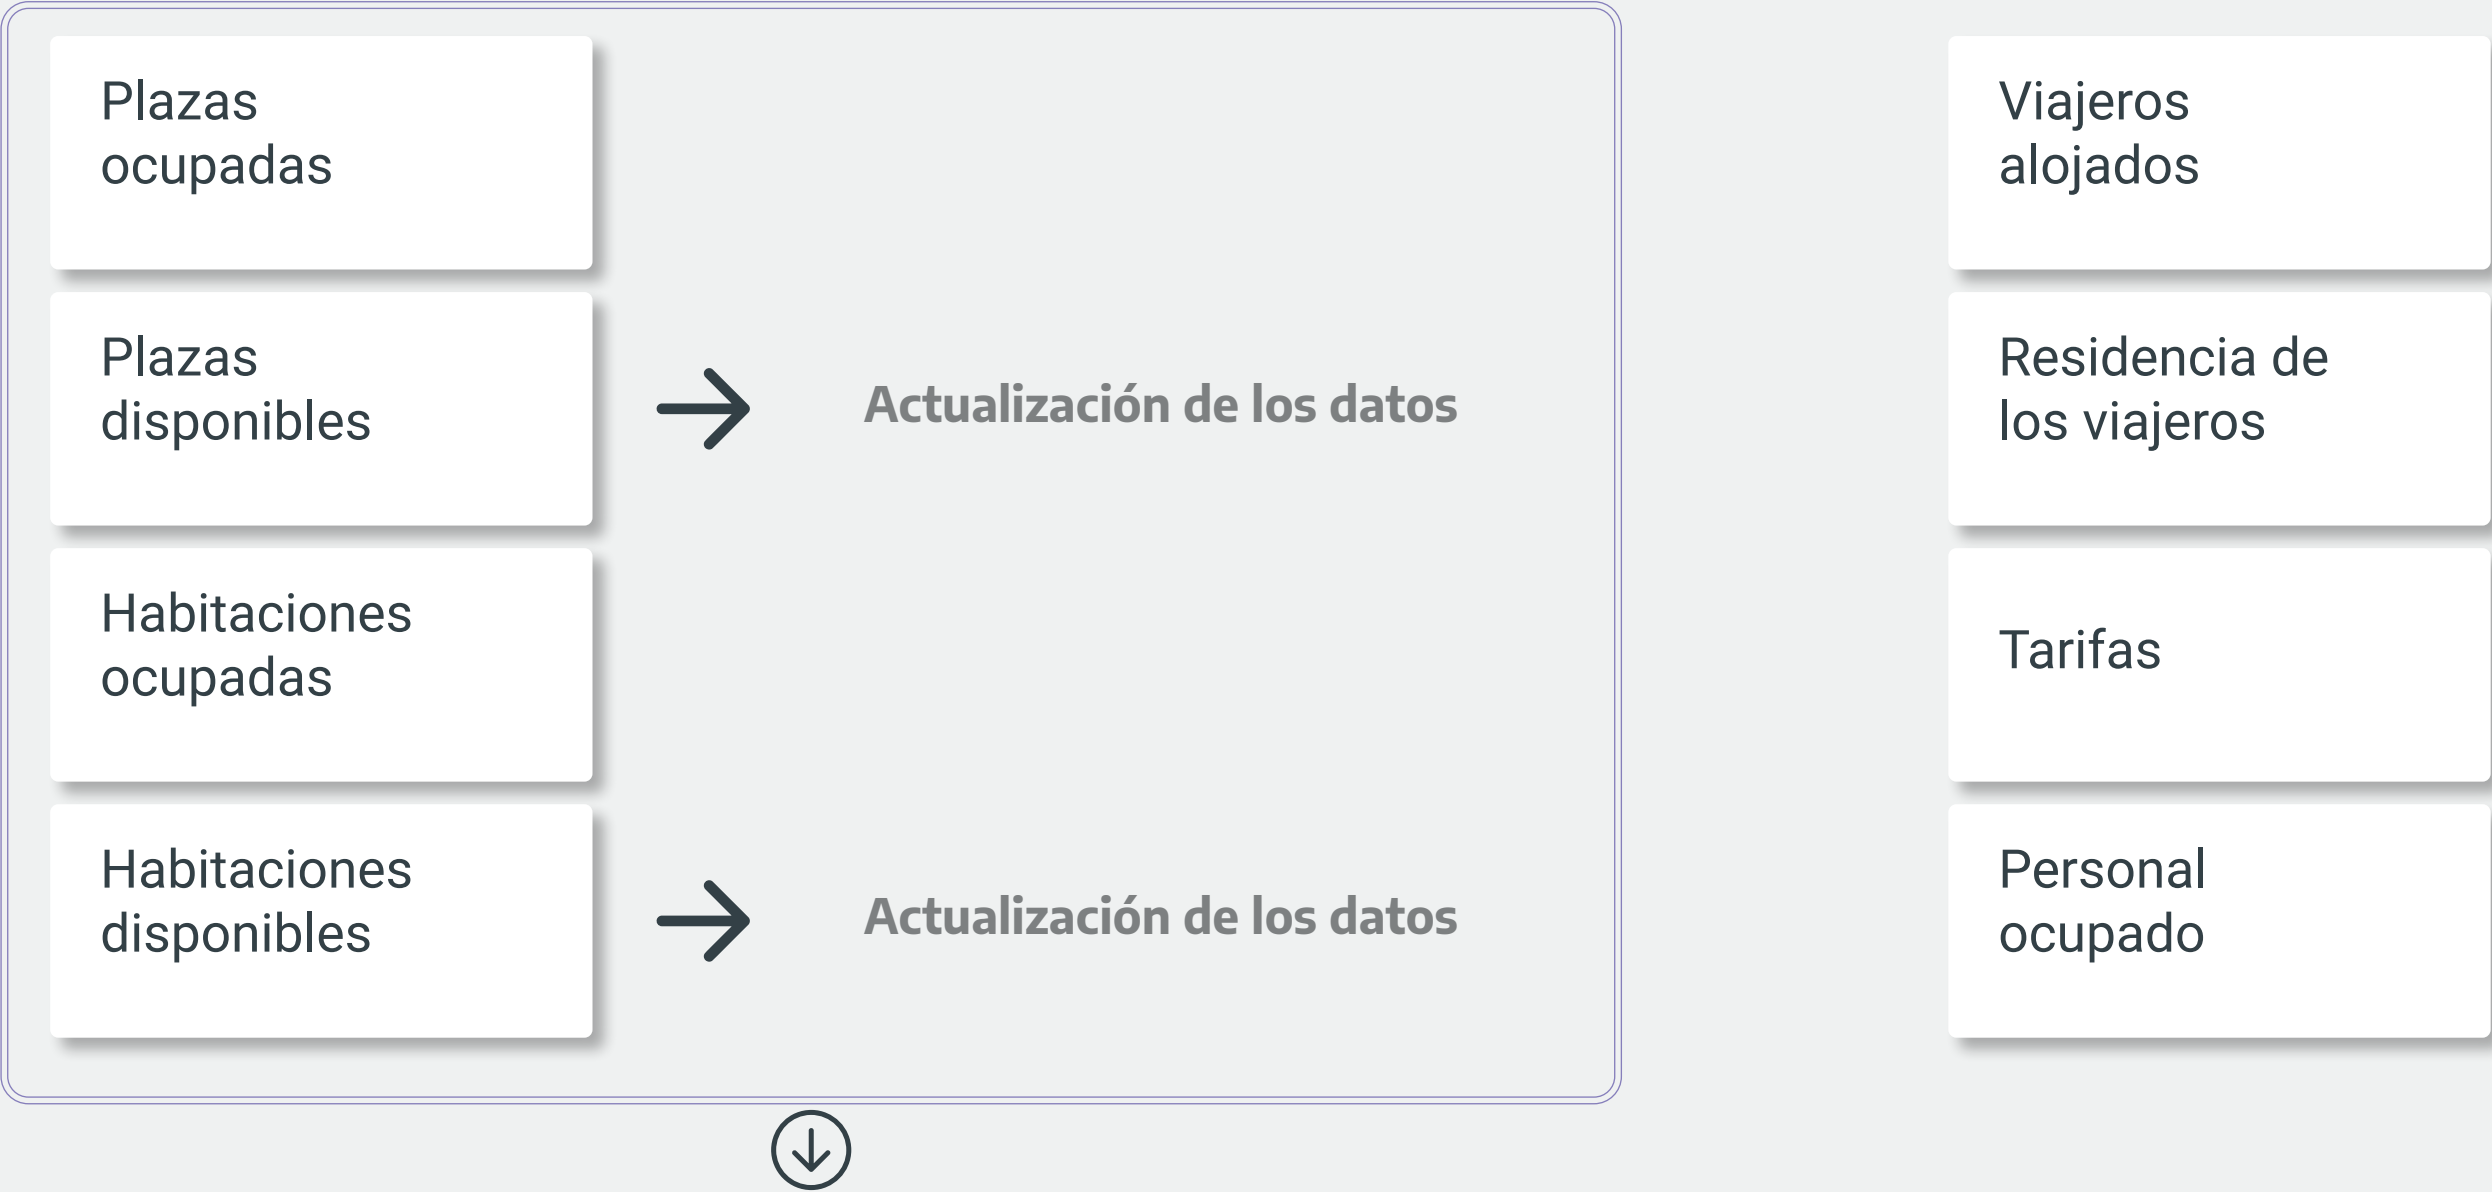 Plazas
ocupadas
Plazas
disponibles
Actualización de los datos
Habitaciones
ocupadas
Habitaciones
disponibles
Actualización de los datos
Viajeros
alojados
Residencia de
los viajeros
Tarifas
Personal
ocupado